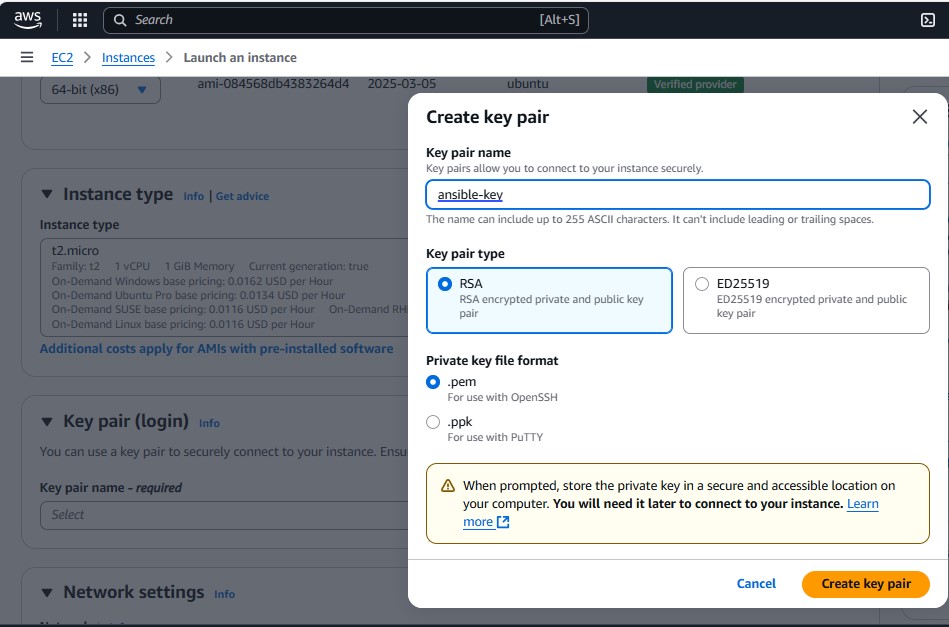 aws
Search
[Alt+S]
EC2
Instances
Launch an instance
64-bit (x86)
ami-084568db4383264d4
2025-03-05
ubuntu
Verified provider
Instance type
Info | Get advice
Instance type
t2.micro
Family: t2 1 vCPU 1 GiB Memory Current generation: true
On-Demand Windows base pricing: 0.0162 USD per Hour
On-Demand Ubuntu Pro base pricing: 0.0134 USD per Hour
On-Demand SUSE base pricing: 0.0116 USD per Hour On-Demand RH
On-Demand Linux base pricing: 0.0116 USD per Hour
Additional costs apply for AMIs with pre-installed software
Key pair (login)
Info
You can use a key pair to securely connect to your instance. Ensu
Key pair name - required
Select
Network settings
Info
Create key pair
Key pair name
Key pairs allow you to connect to your instance securely.
ansible-key
The name can include up to 255 ASCII characters. It can't include leading or trailing spaces.
Key pair type
RSA
RSA encrypted private and public key
pair
ED25519
ED25519 encrypted private and public
key pair
Private key file format
.pem
For use with OpenSSH
.ppk
For use with PuTTY
When prompted, store the private key in a secure and accessible location on
your computer. You will need it later to connect to your instance. Learn
more
Cancel
Create key pair